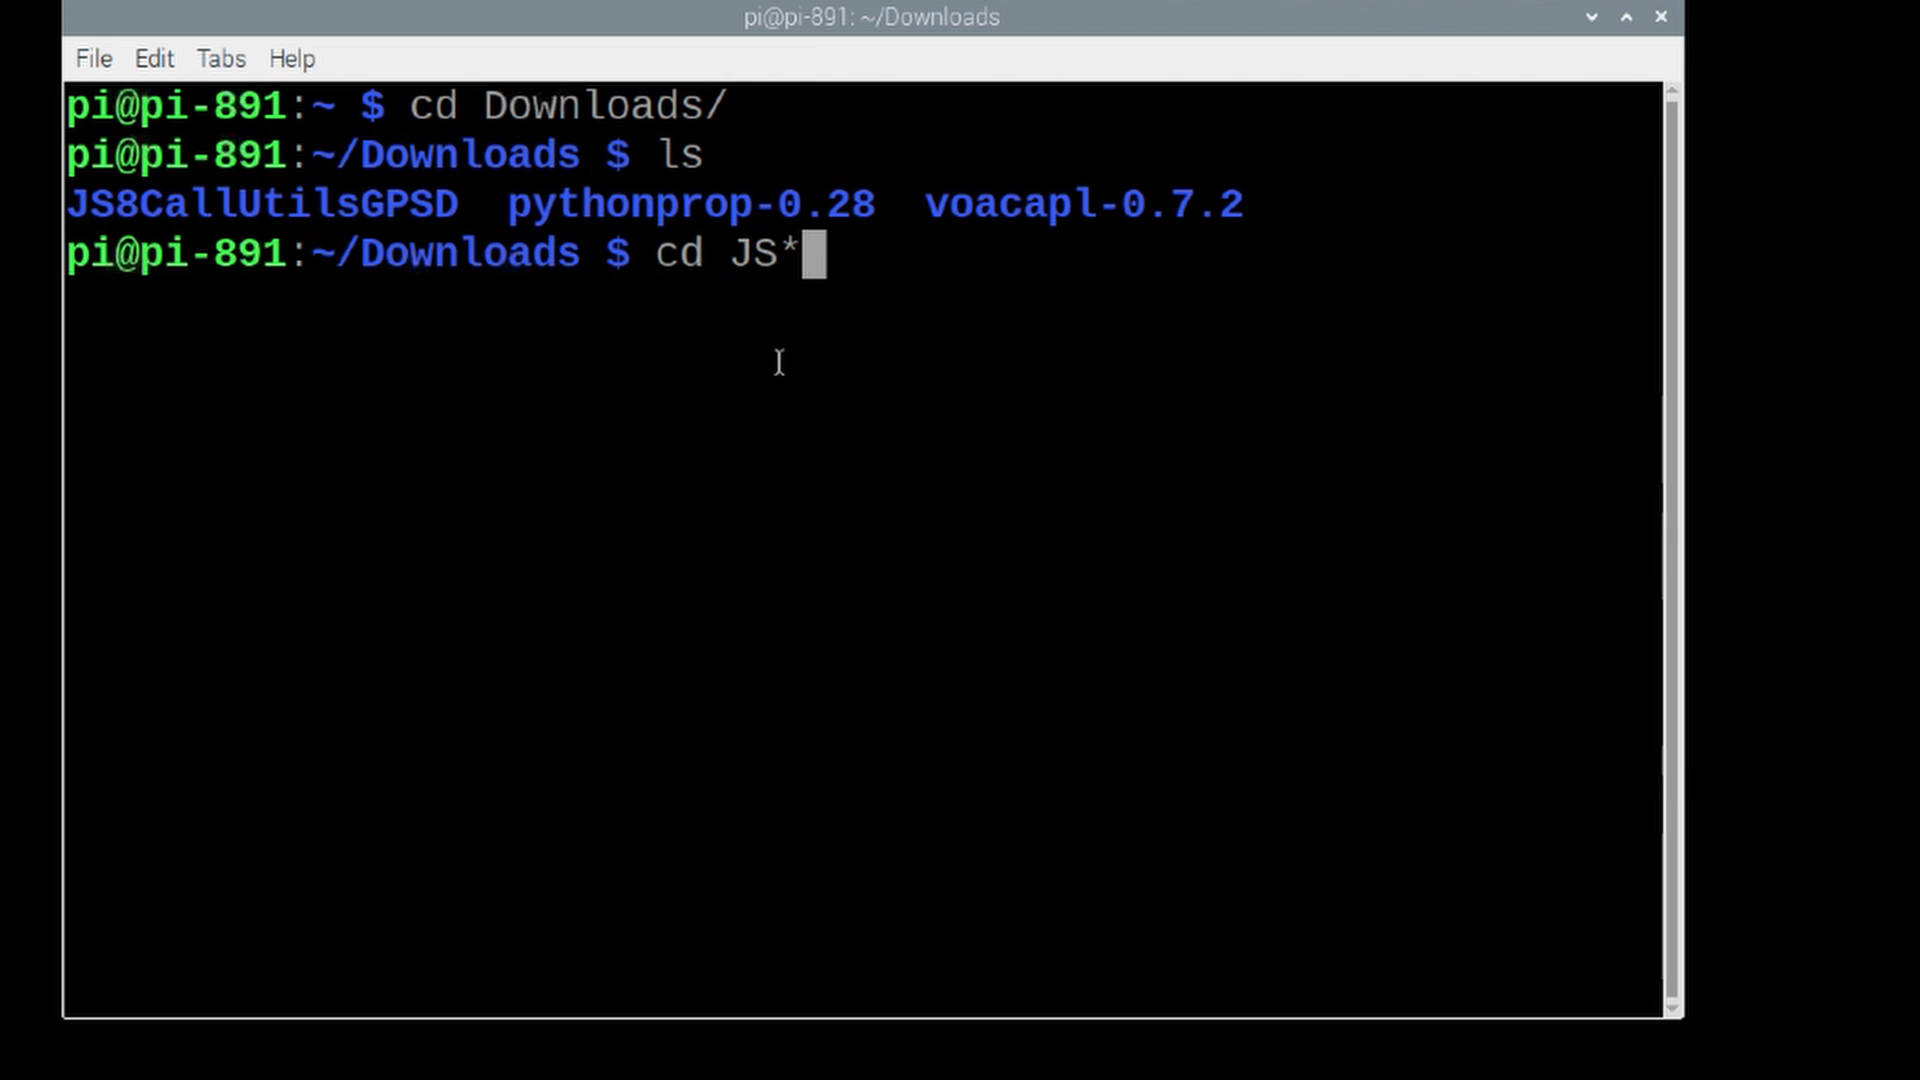 pi@pi-891: ~/Downloads
File Edit Tabs Help
pi@pi-891:~ $ cd Downloads/
pi@pi-891:~/Downloads $ ls
JS8CallUtilsGPSD pythonprop-0.28 voacapl-0.7.2
pi@pi-891:~/Downloads $ cd JS*